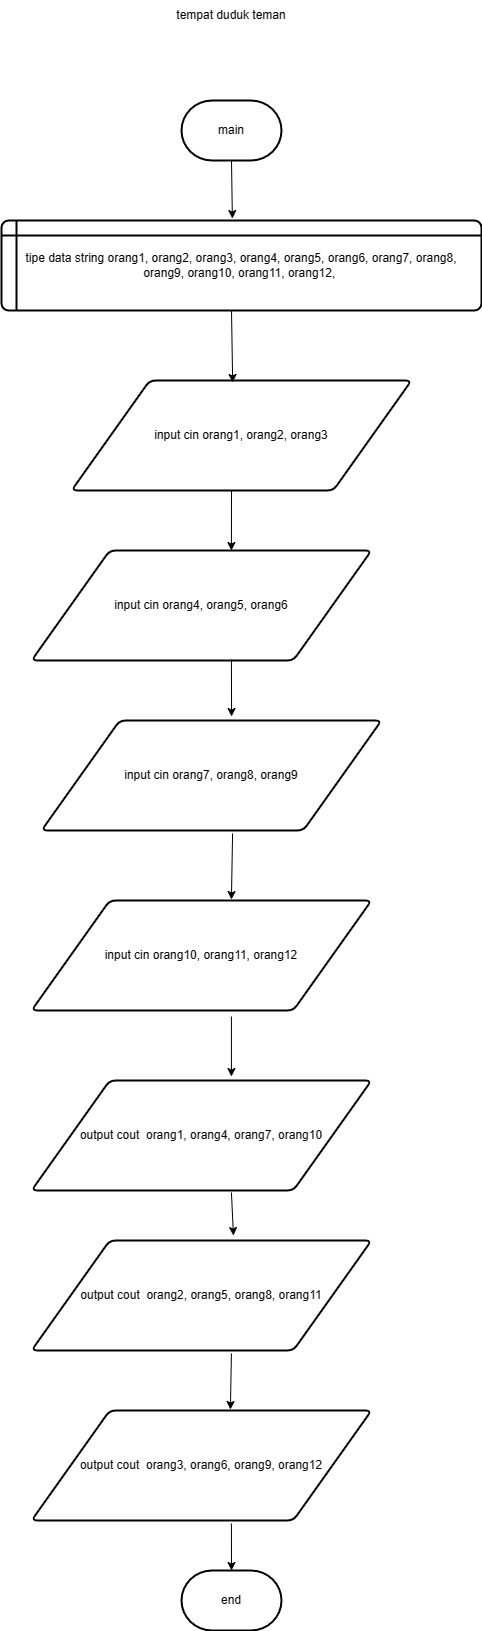 tempat duduk teman
main
tipe data string orang1, orang2, orang3, orang4, orang5, orang6, orang7, orang8,
orang9, orang10, orang11, orang12,
input cin orang1, orang2, orang3
input cin orang4, orang5, orang6
input cin orang7, orang8, orang9
input cin orang10, orang11, orang12
output cout  orang1, orang4, orang7, orang10
output cout  orang2, orang5, orang8, orang11
output cout  orang3, orang6, orang9, orang12
end